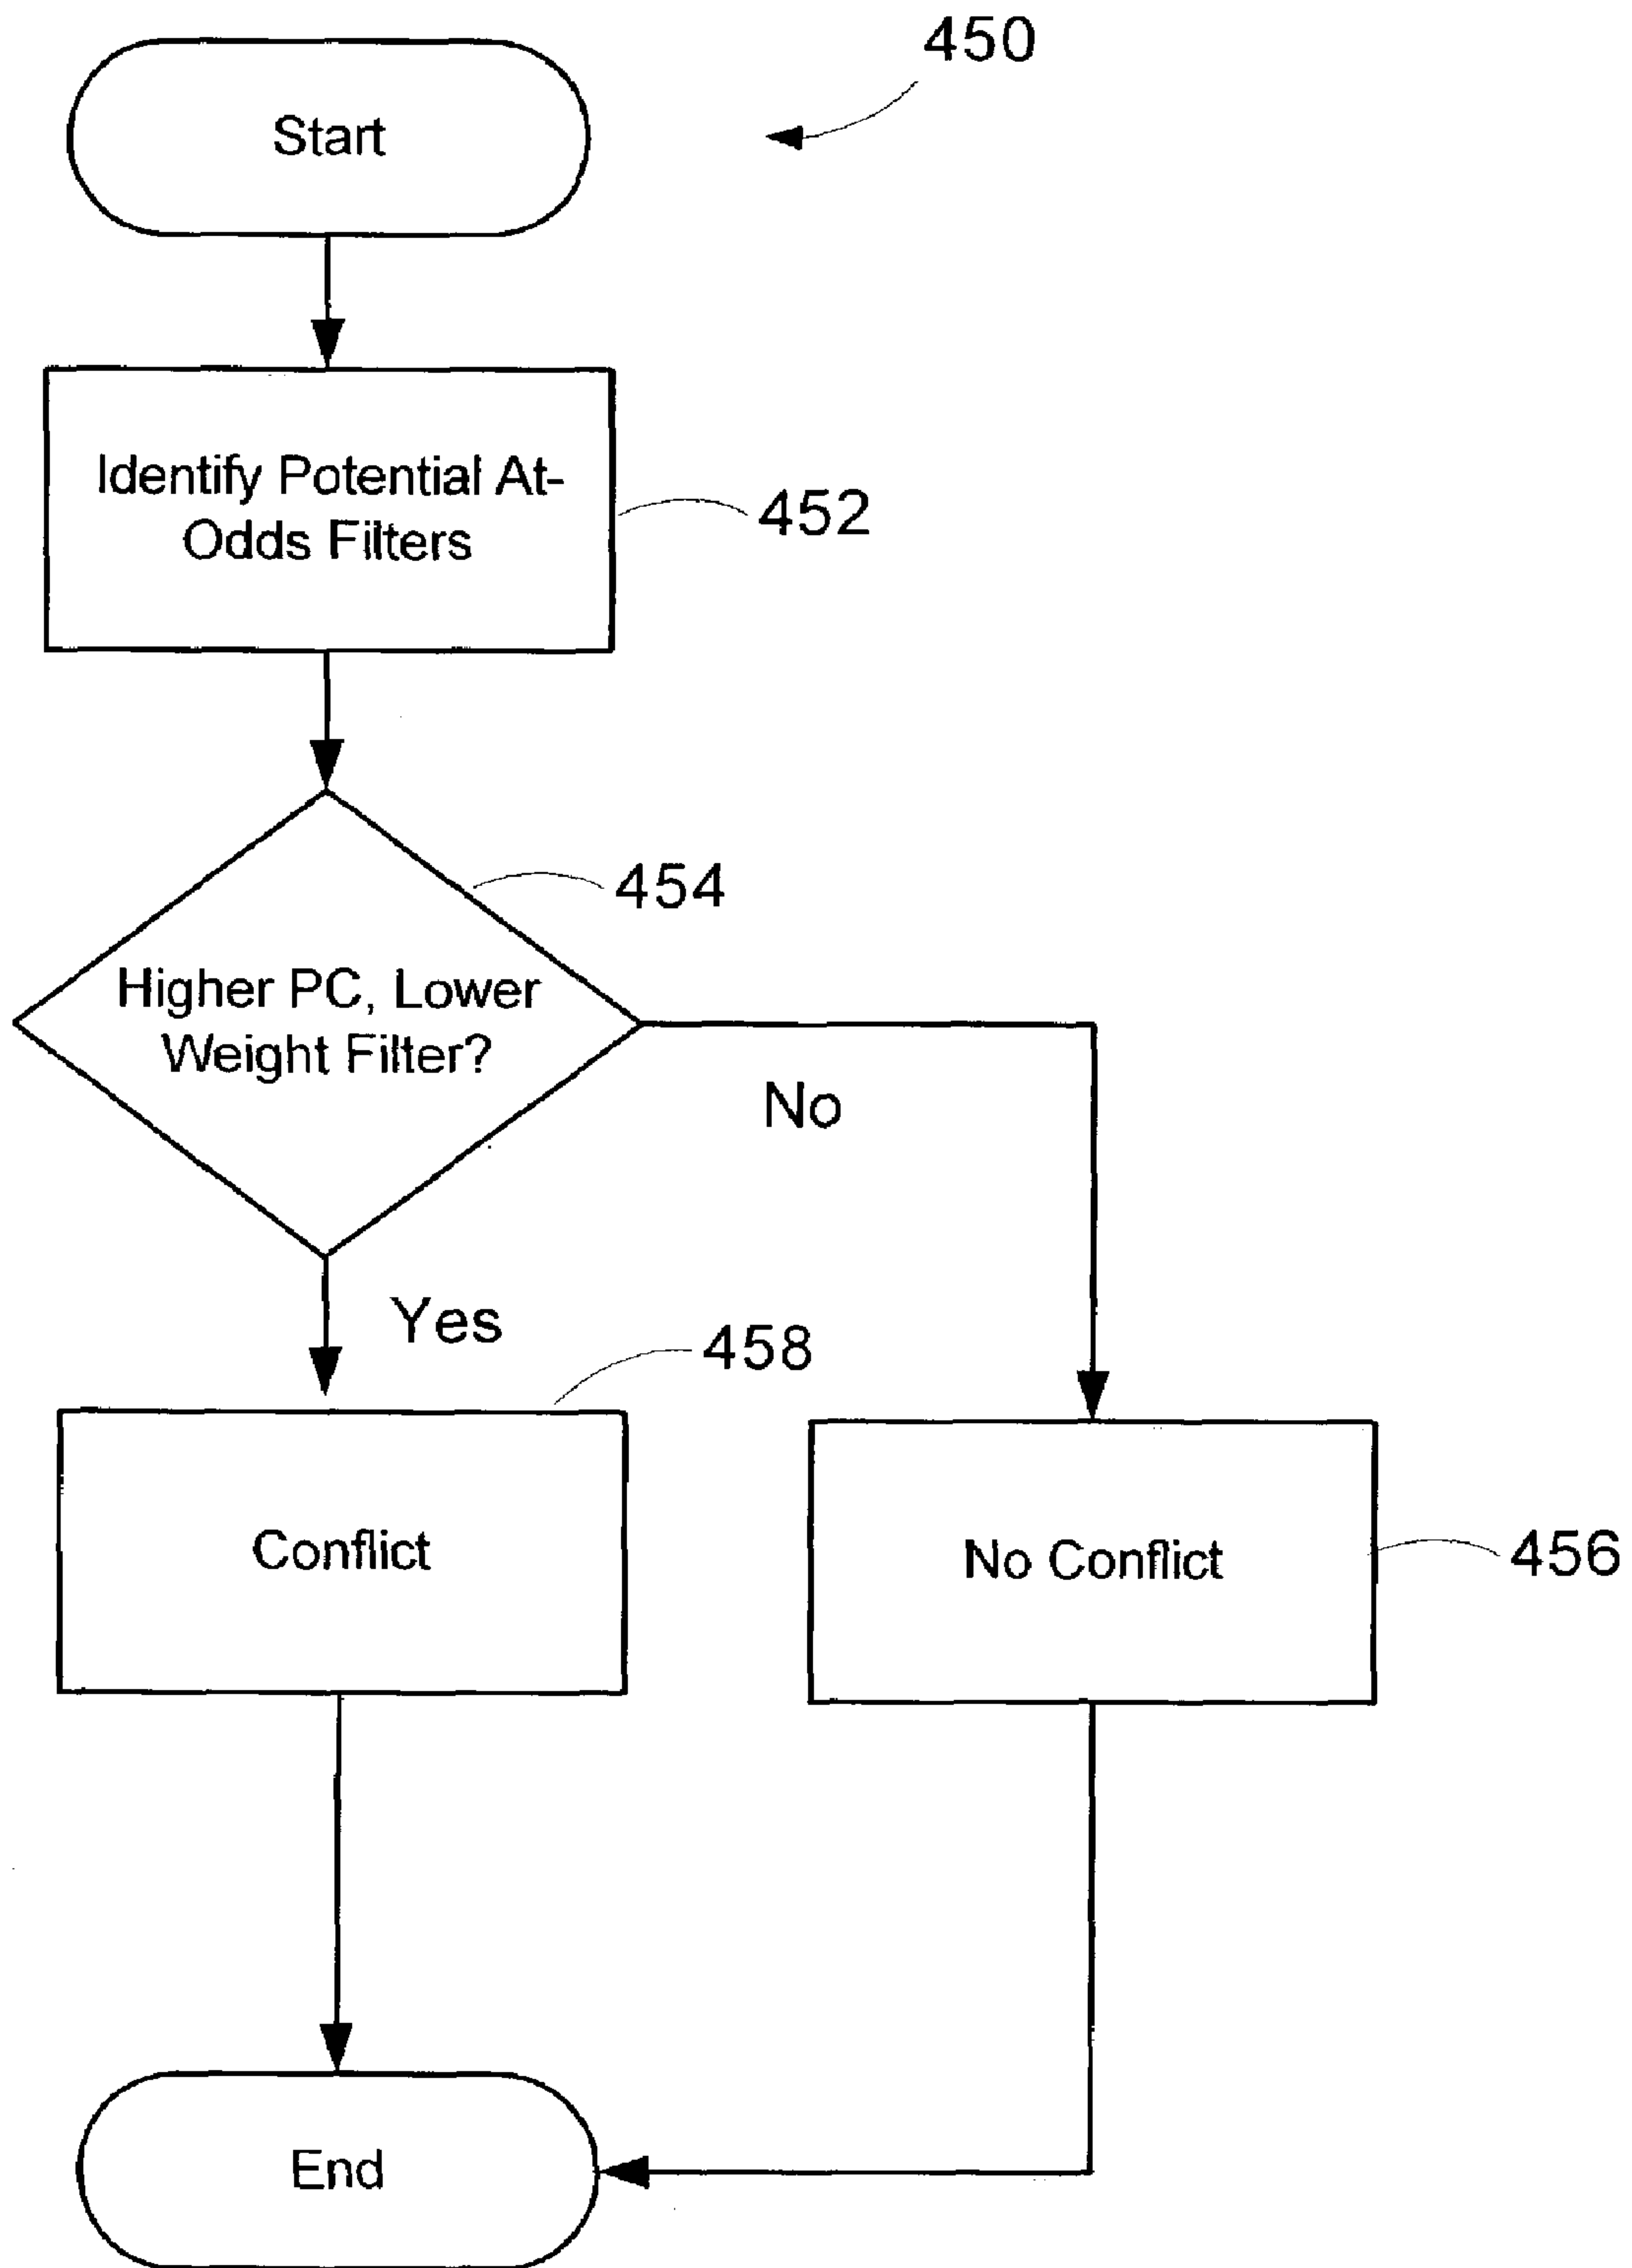 450
Start
Identify Potential At-
Odds Filters
452
454
Higher PC, Lower
Weight Filter?
No
Yes
458
Conflict
No Conflict
456
End